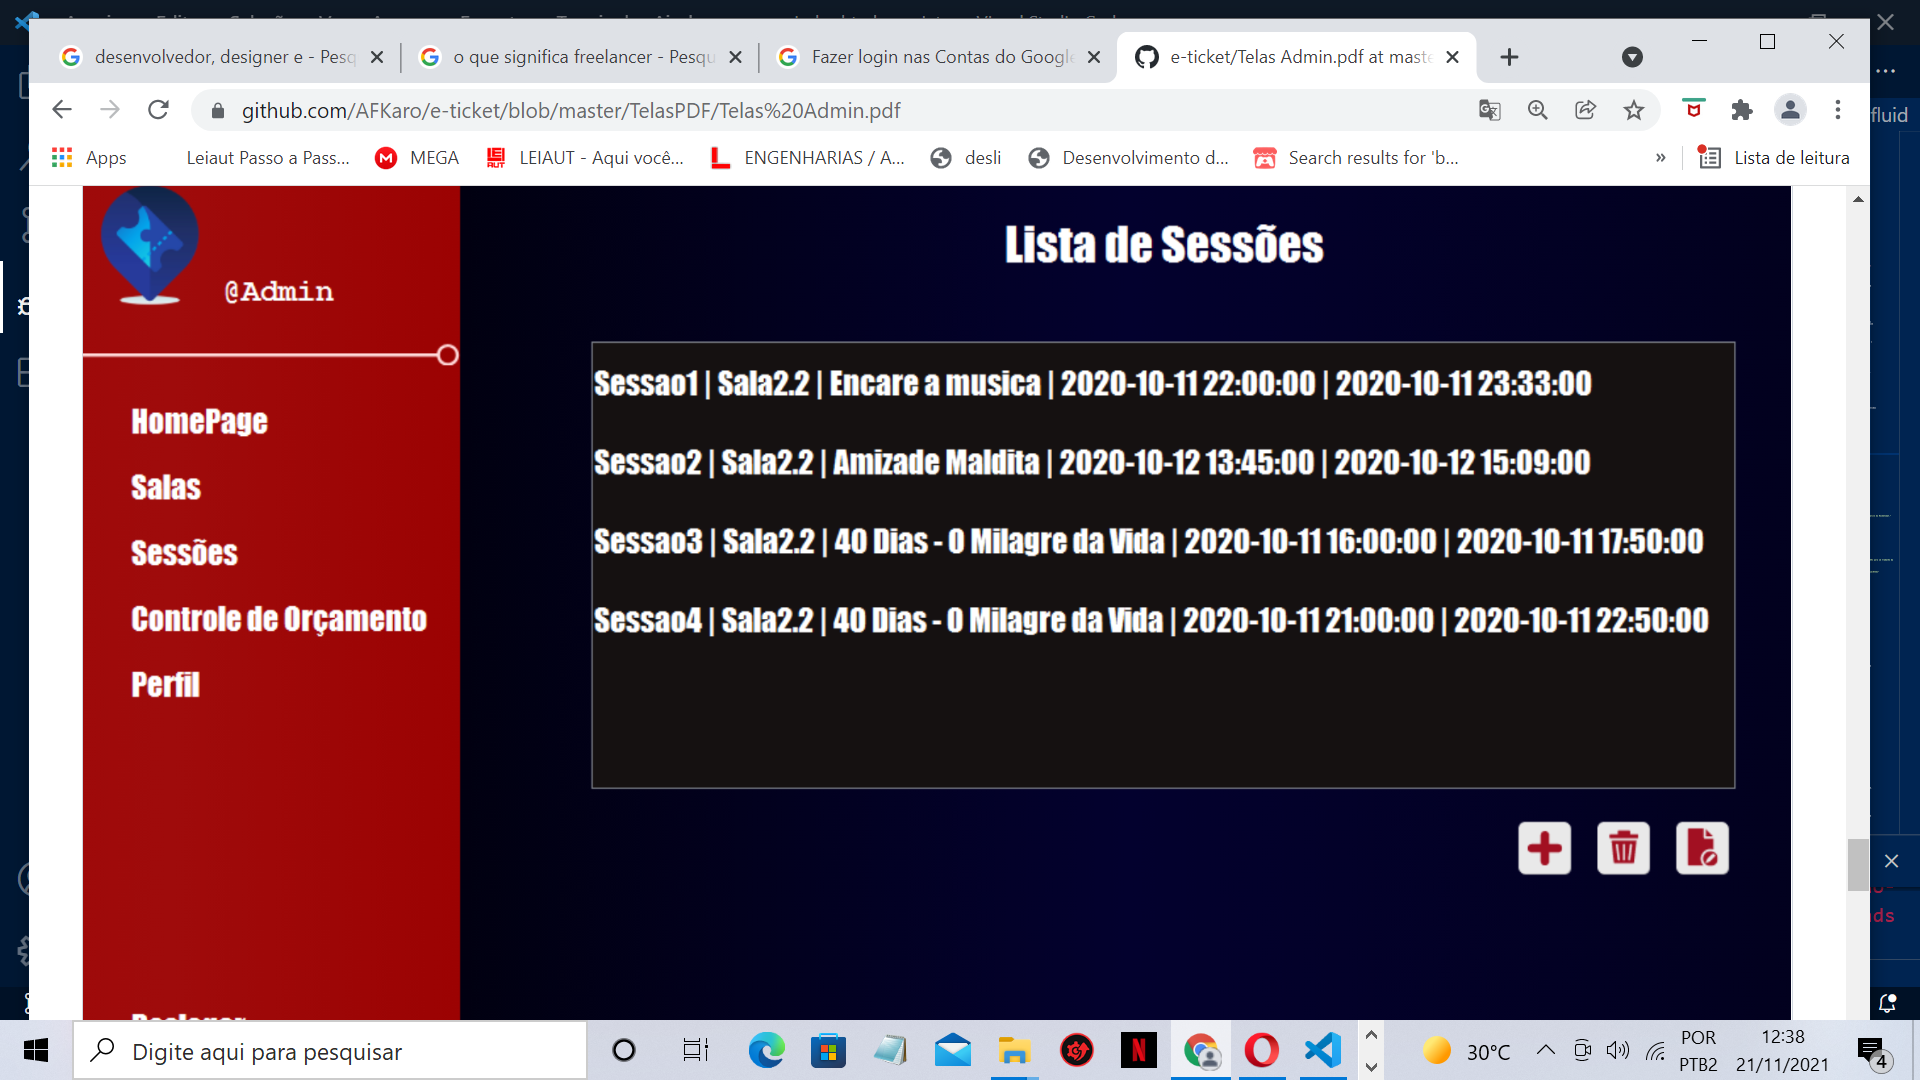 desenvolvedor, designer e - Pesq
o que significa freelancer - Pesqu
Fazer login nas Contas do Google
e-ticket/Telas Admin.pdf at maste
github.com/AFKaro/e-ticket/blob/master/TelasPDF/Telas%20Admin.pdf
fluid
Apps
Leiaut Passo a Pass...
MEGA
LEIAUT - Aqui você...
ENGENHARIAS / A...
desli
Desenvolvimento d...
Search results for 'b...
»
Lista de leitura
@Admin
HomePage
Salas
Sessões
Controle de Orçamento
Perfil
Lista de Sessões
Sessao1 | Sala2.2 | Encare a musica | 2020-10-11 22:00:00 | 2020-10-11 23:33:00
Sessao2 | Sala2.2 | Amizade Maldita | 2020-10-12 13:45:00 | 2020-10-12 15:09:00
Sessao3 | Sala2.2 | 40 Dias - O Milagre da Vida | 2020-10-11 16:00:00 | 2020-10-11 17:50:00
Sessao4 | Sala2.2 | 40 Dias - O Milagre da Vida | 2020-10-11 21:00:00 | 2020-10-11 22:50:00
Digite aqui para pesquisar
30°C
POR
PTB2
12:38
21/11/2021
4